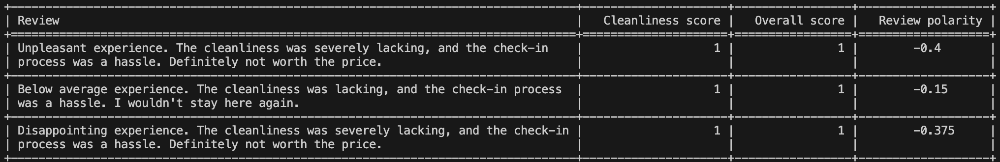 Review Cleanliness score Overall score Review polarity
Unpleasant experience. The cleanliness was severely lacking, and the check-in 1 1 -0.4
process was a hassle. Definitely not worth the price.
Below average experience. The cleanliness was lacking, and the check-in process 1 1 -0.15
was a hassle. I wouldn't stay here again.
Disappointing experience. The cleanliness was severely lacking, and the check-in 1 1 -0.375
process was a hassle. Definitely not worth the price.